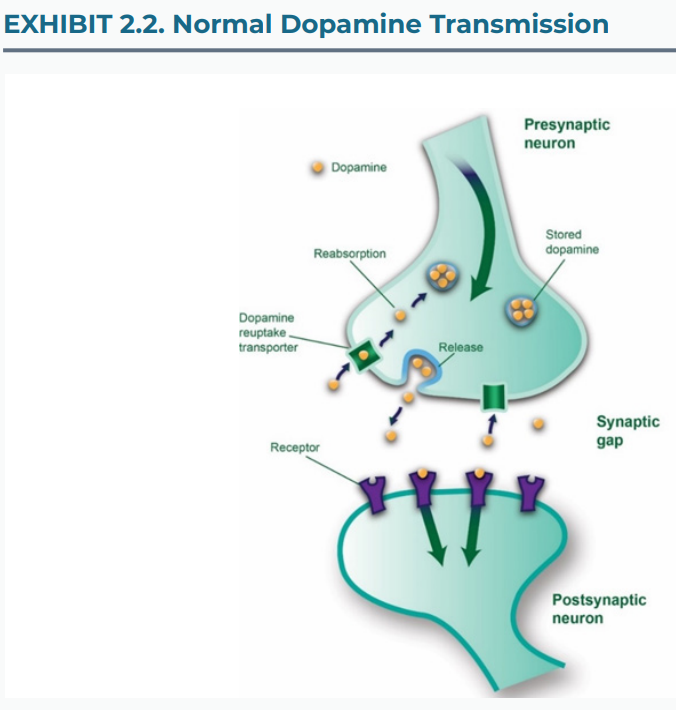 EXHIBIT 2.2. Normal Dopamine Transmission
Presynaptic
neuron
Dopamine
Stored
dopamine
Reabsorption
Dopamine
reuptake
transporter
Release
Synaptic
gap
Receptor
Postsynaptic
neuron